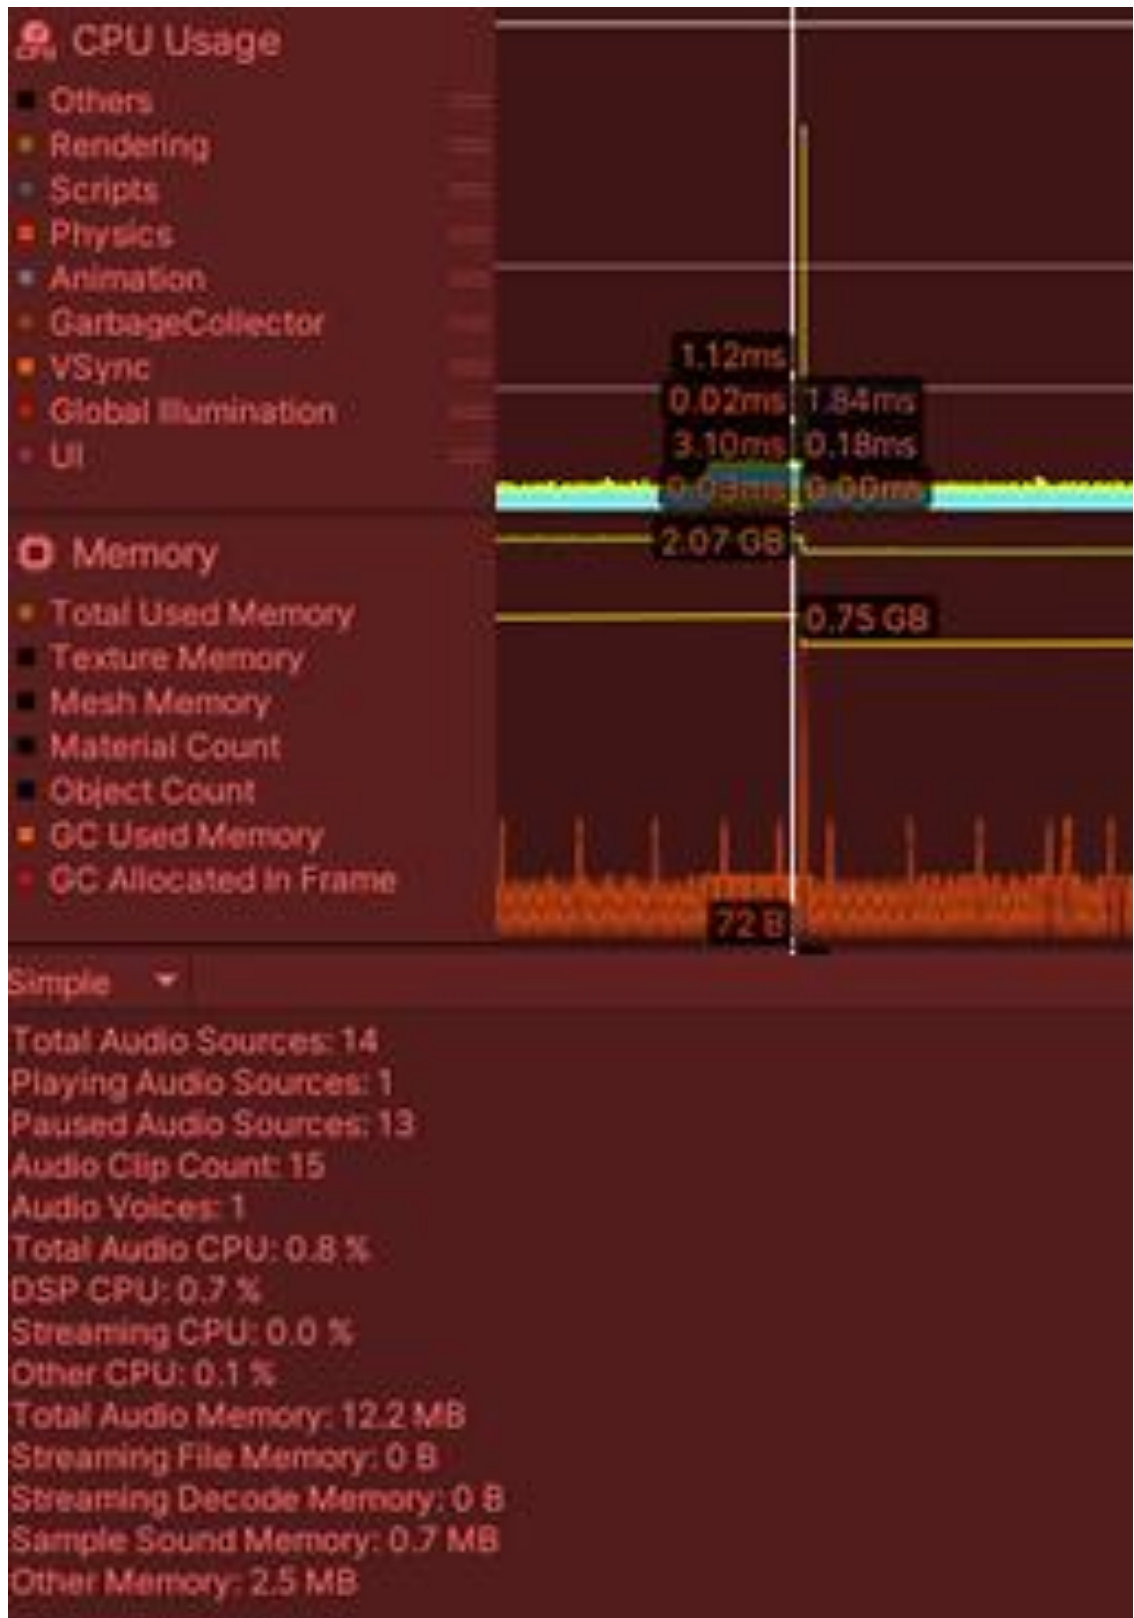 CPU Usage
Others
Rendering
Scripts
Physics
Animation
GarbageCollector
VSync
Global Illumination
UI
1.12ms
0.02ms 1.84ms
3.10ms 0.18ms
0.00ms
Memory
2.07 GB
Total Used Memory
0.75 GB
Texture Memory
Mesh Memory
Material Count
Object Count
GC Used Memory
GC Allocated In Frame
72 B
Simple
Total Audio Sources: 14
Playing Audio Sources: 1
Paused Audio Sources: 13
Audio Clip Count: 15
Audio Voices: 1
Total Audio CPU: 0.8 %
DSP CPU: 0.7 %
Streaming CPU: 0.0 %
Other CPU: 0.1 %
Total Audio Memory: 12.2 MB
Streaming File Memory: 0 B
Streaming Decode Memory: 0 B
Sample Sound Memory: 0.7 MB
Other Memory: 2.5 MB